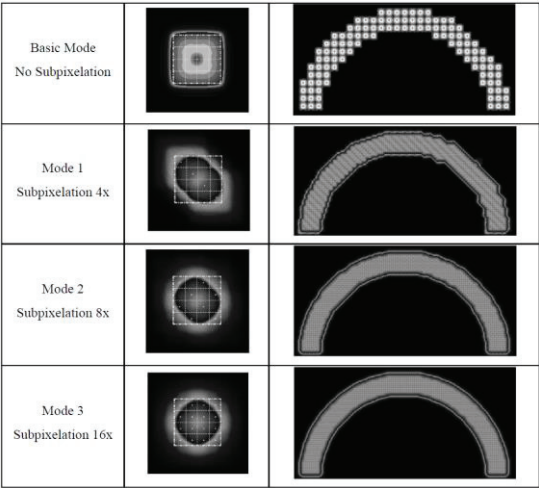 Basic Mode
No Subpixelation
Mode 1
Subpixelation 4x
Mode 2
Subpixelation 8x
Mode 3
Subpixelation 16x